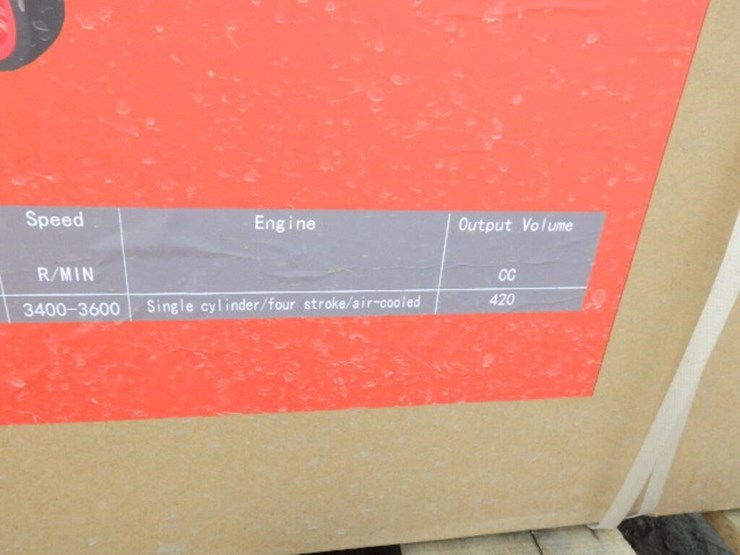 Speed Engine Output Volume
R/MIN CC
3400-3600 Single cylinder/four stroke/air-cooled 420